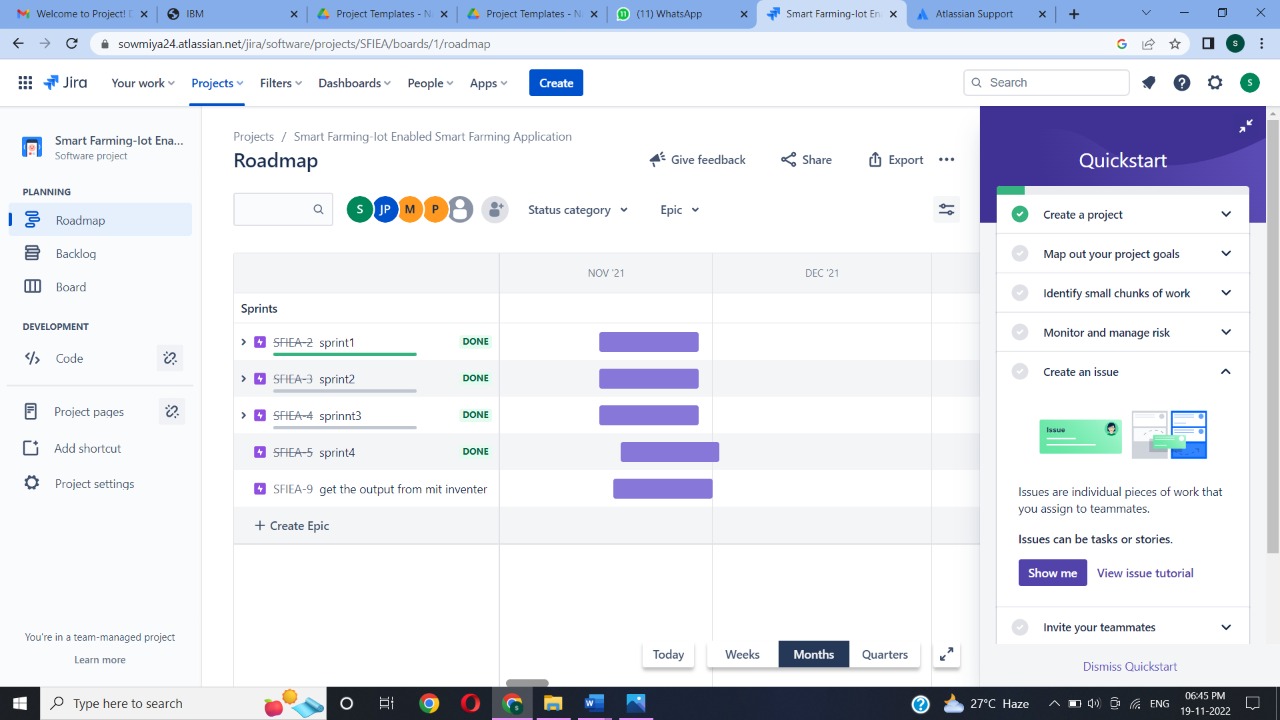 Welcome to Project! D
IBM
Project Templates - N
Project Templates - N
(11) WhatsApp
Smart Farming-Iot En
Atlassian Support
sowmiya24.atlassian.net/jira/software/projects/SFIEA/boards/1/roadmap
S
Jira
Your work
Projects
Filters
Dashboards
People
Apps
Create
Search
S
Smart Farming-Iot Ena...
Software project
PLANNING
Roadmap
Backlog
Board
DEVELOPMENT
Code
Project pages
Add shortcut
Project settings
You're in a team-managed project
Learn more
Projects / Smart Farming-Iot Enabled Smart Farming Application
Roadmap
Give feedback
Share
Export
S JP M P
Status category
Epic
NOV '21
DEC '21
Sprints
SFIEA-2 sprint1 DONE
SFIEA-3 sprint2 DONE
SFIEA-4 sprinnt3 DONE
SFIEA-5 sprint4 DONE
SFIEA-9 get the output from mit inventer
+ Create Epic
Today
Weeks
Months
Quarters
Quickstart
Create a project
Map out your project goals
Identify small chunks of work
Monitor and manage risk
Create an issue
Issue
Issues are individual pieces of work that
you assign to teammates.
Issues can be tasks or stories.
Show me
View issue tutorial
Invite your teammates
Dismiss Quickstart
Type here to search
27°C Haze
ENG
06:45 PM
19-11-2022